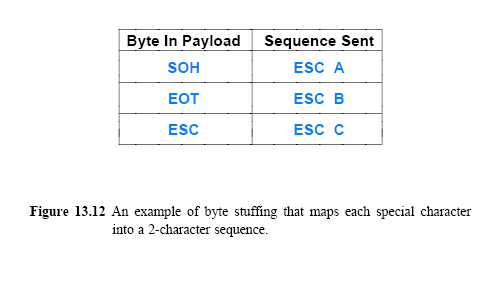 Byte In Payload Sequence Sent
SOH ESC A
EOT ESC B
ESC ESC C
Figure 13.12 An example of byte stuffing that maps each special character
into a 2-character sequence.